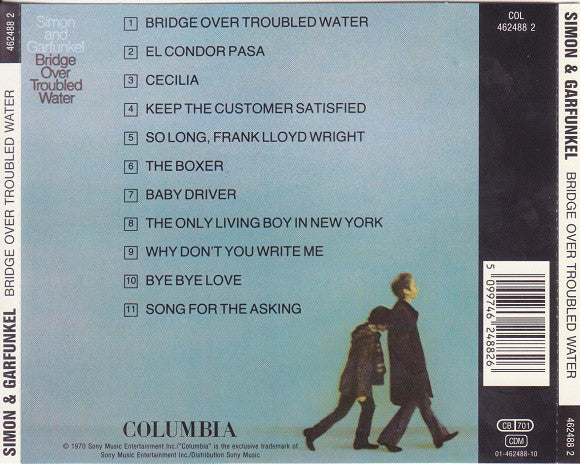 462488 2
SIMON & GARFUNKEL BRIDGE OVER TROUBLED WATER
Simon
and
Garfunkel
Bridge
Over
Troubled
Water
1 BRIDGE OVER TROUBLED WATER
2 EL CONDOR PASA
3 CECILIA
4 KEEP THE CUSTOMER SATISFIED
5 SO LONG, FRANK LLOYD WRIGHT
6 THE BOXER
7 BABY DRIVER
8 THE ONLY LIVING BOY IN NEW YORK
9 WHY DON'T YOU WRITE ME
10 BYE BYE LOVE
11 SONG FOR THE ASKING
COLUMBIA
© 1970 Sony Music Entertainment Inc./"Columbia" is the exclusive trademark of
Sony Music Entertainment Inc./Distribution Sony Music
COL
462488 2
5 099746 248826
CB 701
CDM
01-462488-10
SIMON & GARFUNKEL BRIDGE OVER TROUBLED WATER
462488 2